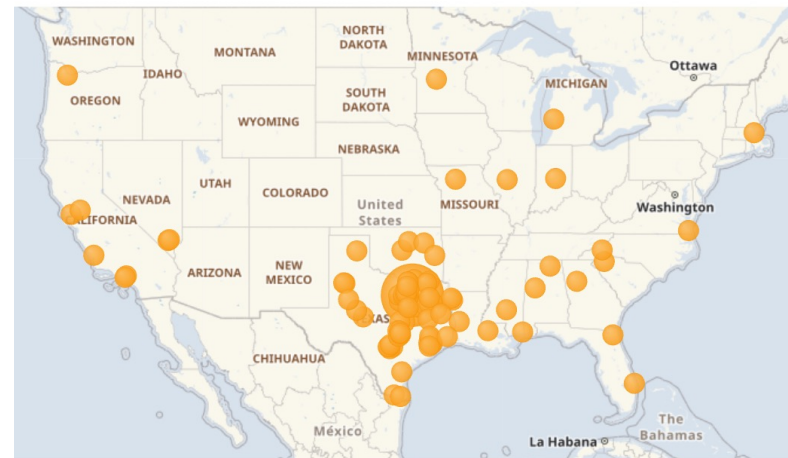 WASHINGTON
NORTH
DAKOTA
MONTANA
MINNESOTA
Ottawa
IDAHO
MICHIGAN
OREGON
SOUTH
DAKOTA
WYOMING
NEBRASKA
UTAH
NEVADA
COLORADO
United
States
MISSOURI
Washington
ALIFORNIA
ARIZONA
NEW
MEXICO
XAS
CHIHUAHUA
México
The
Bahamas
La Habana